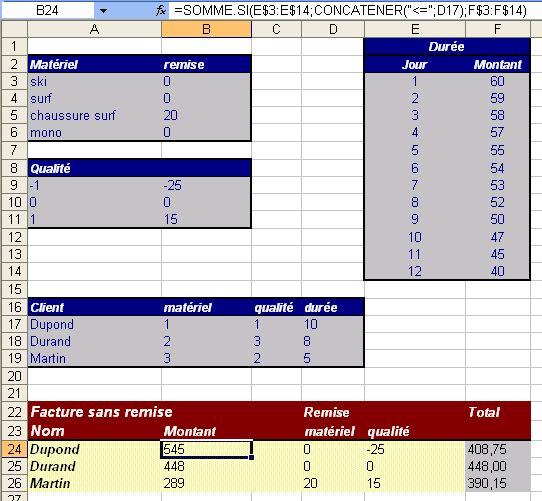 B24 fx =SOMME.SI(E$3:E$14;CONCATENER("<=";D17);F$3:F$14)
A B C D E F
1 Durée
2 Matériel remise Jour Montant
3 ski 0 1 60
4 surf 0 2 59
5 chaussure surf 20 3 58
6 mono 0 4 57
7 5 55
8 Qualité 6 54
9 -1 -25 7 53
10 0 0 8 52
11 1 15 9 50
12 10 47
13 11 45
14 12 40
15
16 Client matériel qualité durée
17 Dupond 1 1 10
18 Durand 2 3 8
19 Martin 3 2 5
20
21
22 Facture sans remise Remise Total
23 Nom Montant matériel qualité
24 Dupond 545 0 -25 408,75
25 Durand 448 0 0 448,00
26 Martin 289 20 15 390,15
27